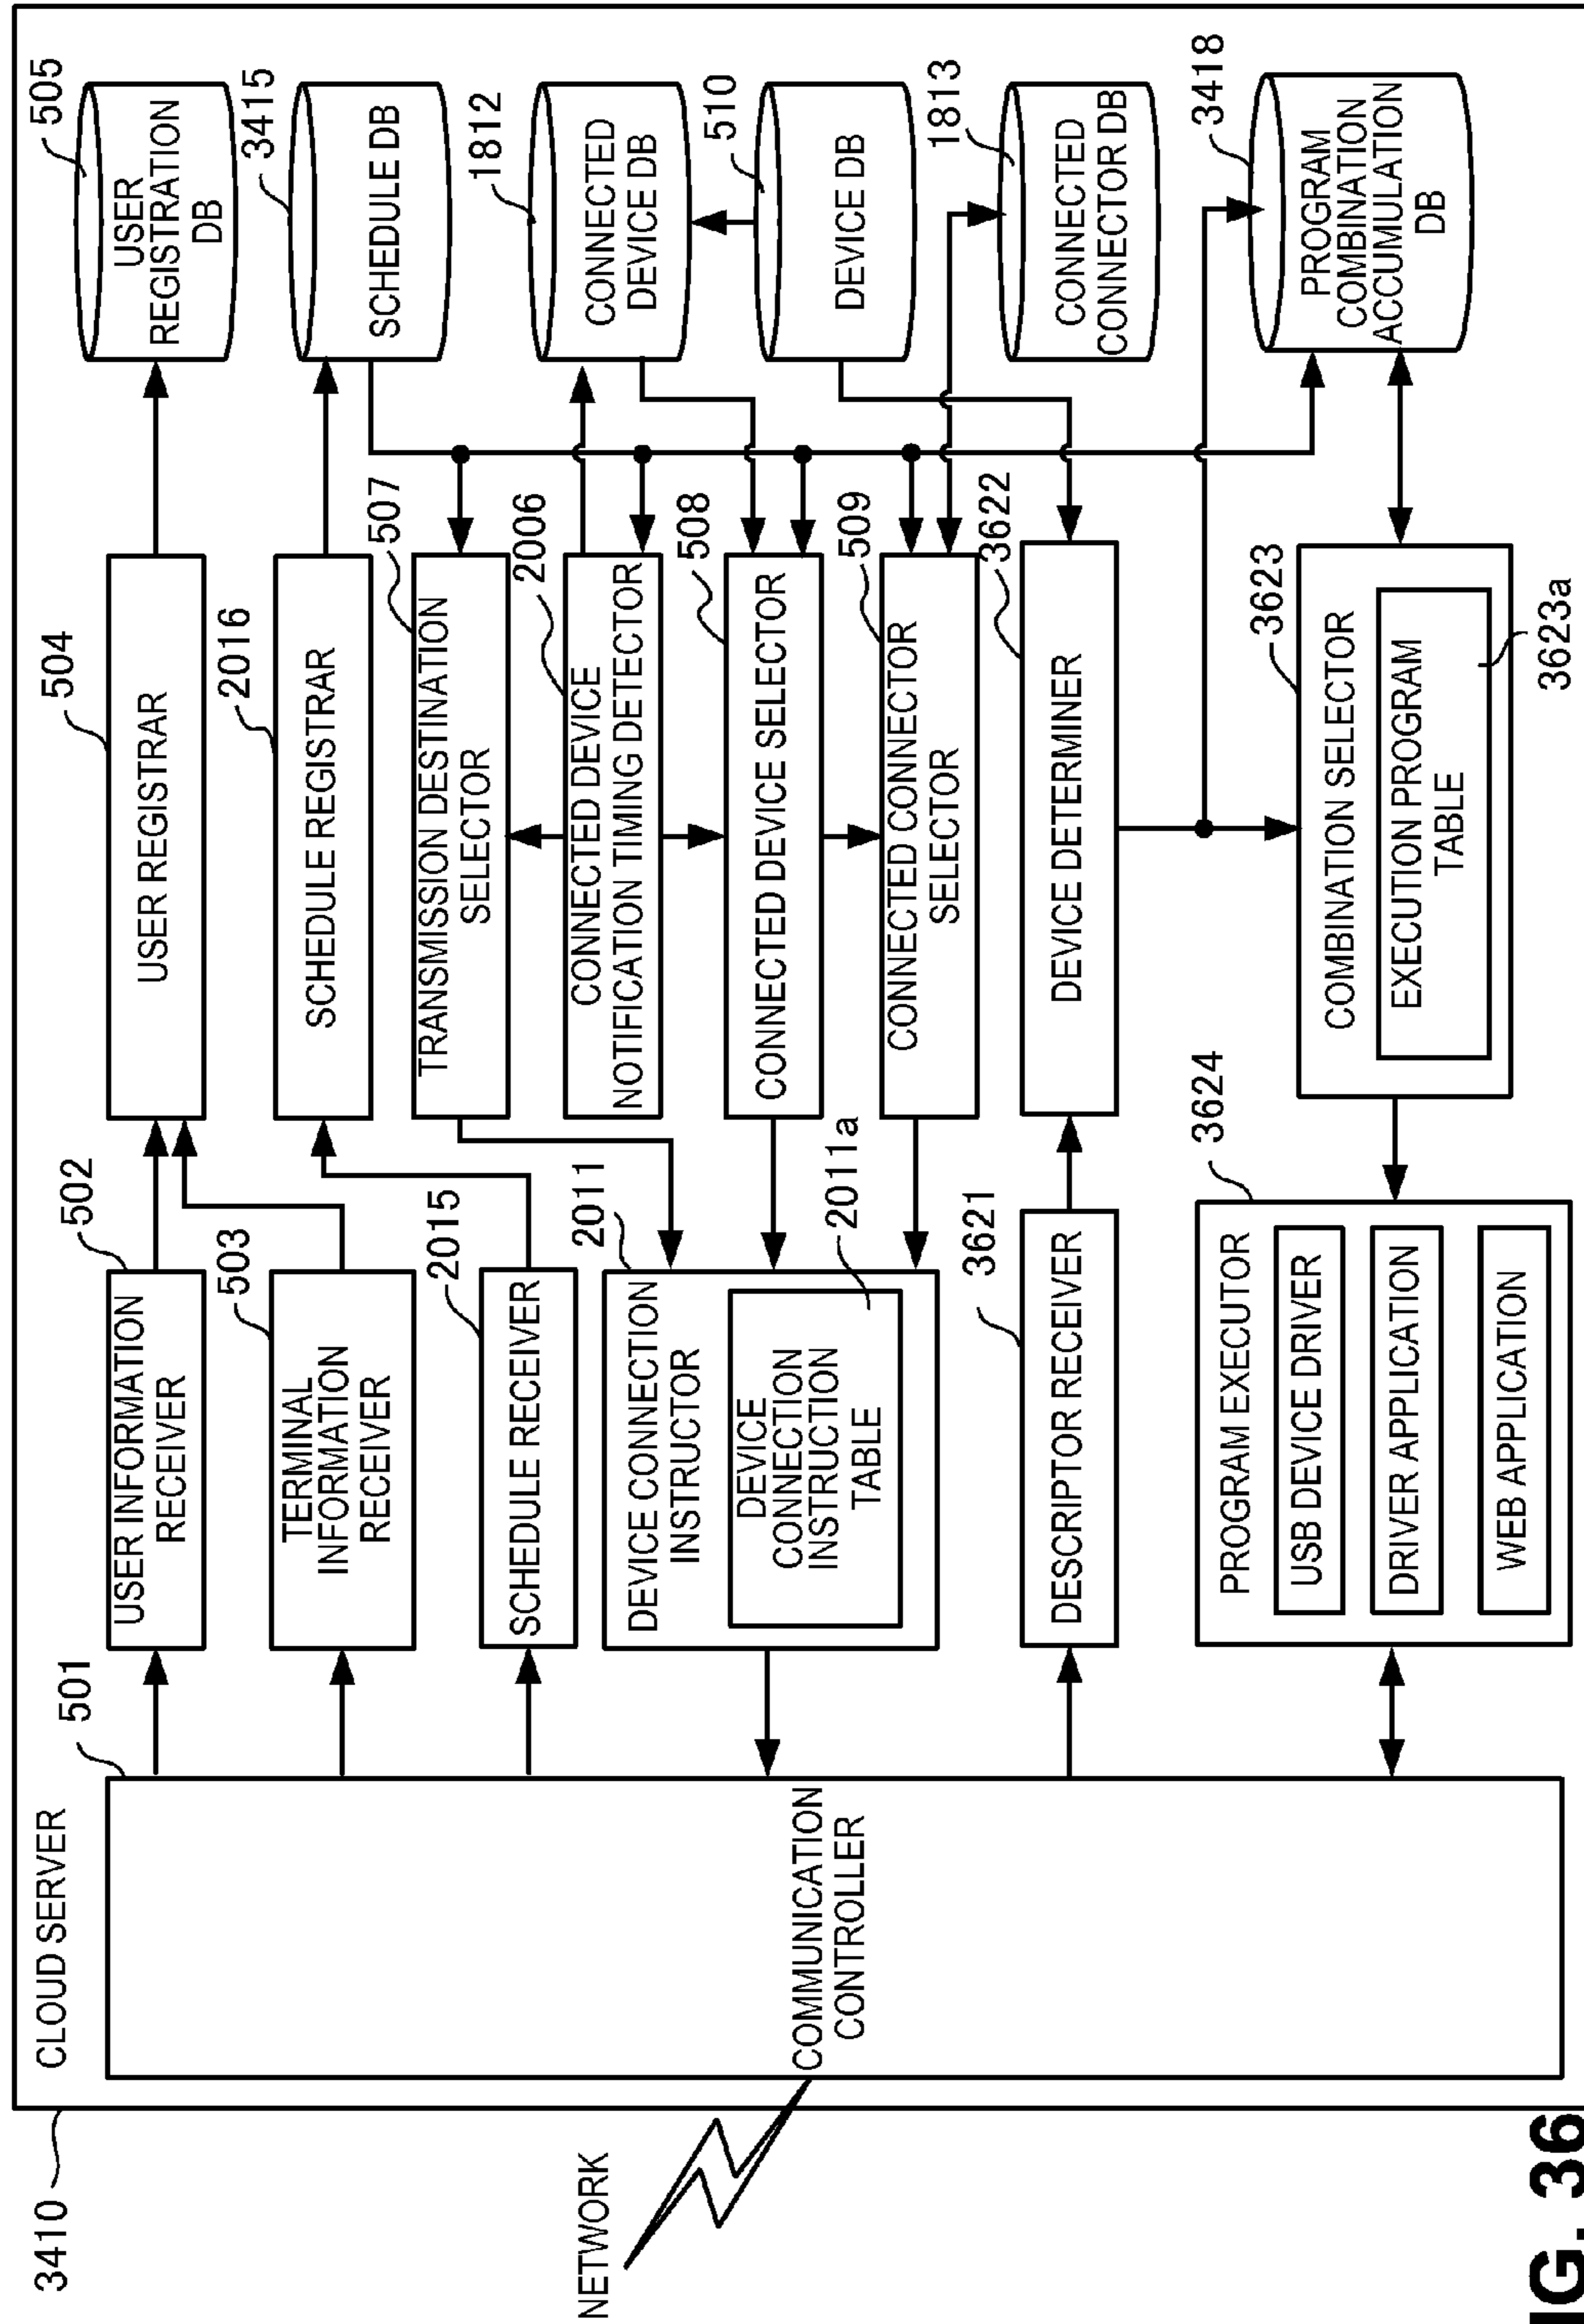 3410
CLOUD SERVER
NETWORK
501
COMMUNICATION
CONTROLLER
502
USER INFORMATION
RECEIVER
503
TERMINAL
INFORMATION
RECEIVER
2015
SCHEDULE RECEIVER
2011
DEVICE CONNECTION
INSTRUCTOR
2011a
DEVICE
CONNECTION
INSTRUCTION
TABLE
3621
DESCRIPTOR RECEIVER
3624
PROGRAM EXECUTOR
USB DEVICE DRIVER
DRIVER APPLICATION
WEB APPLICATION
504
USER REGISTRAR
2016
SCHEDULE REGISTRAR
507
TRANSMISSION DESTINATION
SELECTOR
2006
CONNECTED DEVICE
NOTIFICATION TIMING DETECTOR
508
CONNECTED DEVICE SELECTOR
509
CONNECTED CONNECTOR
SELECTOR
3622
DEVICE DETERMINER
3623
COMBINATION SELECTOR
EXECUTION PROGRAM
TABLE
3623a
505
USER
REGISTRATION
DB
3415
SCHEDULE DB
1812
CONNECTED
DEVICE DB
510
DEVICE DB
1813
CONNECTED
CONNECTOR DB
3418
PROGRAM
COMBINATION
ACCUMULATION
DB
IG. 36